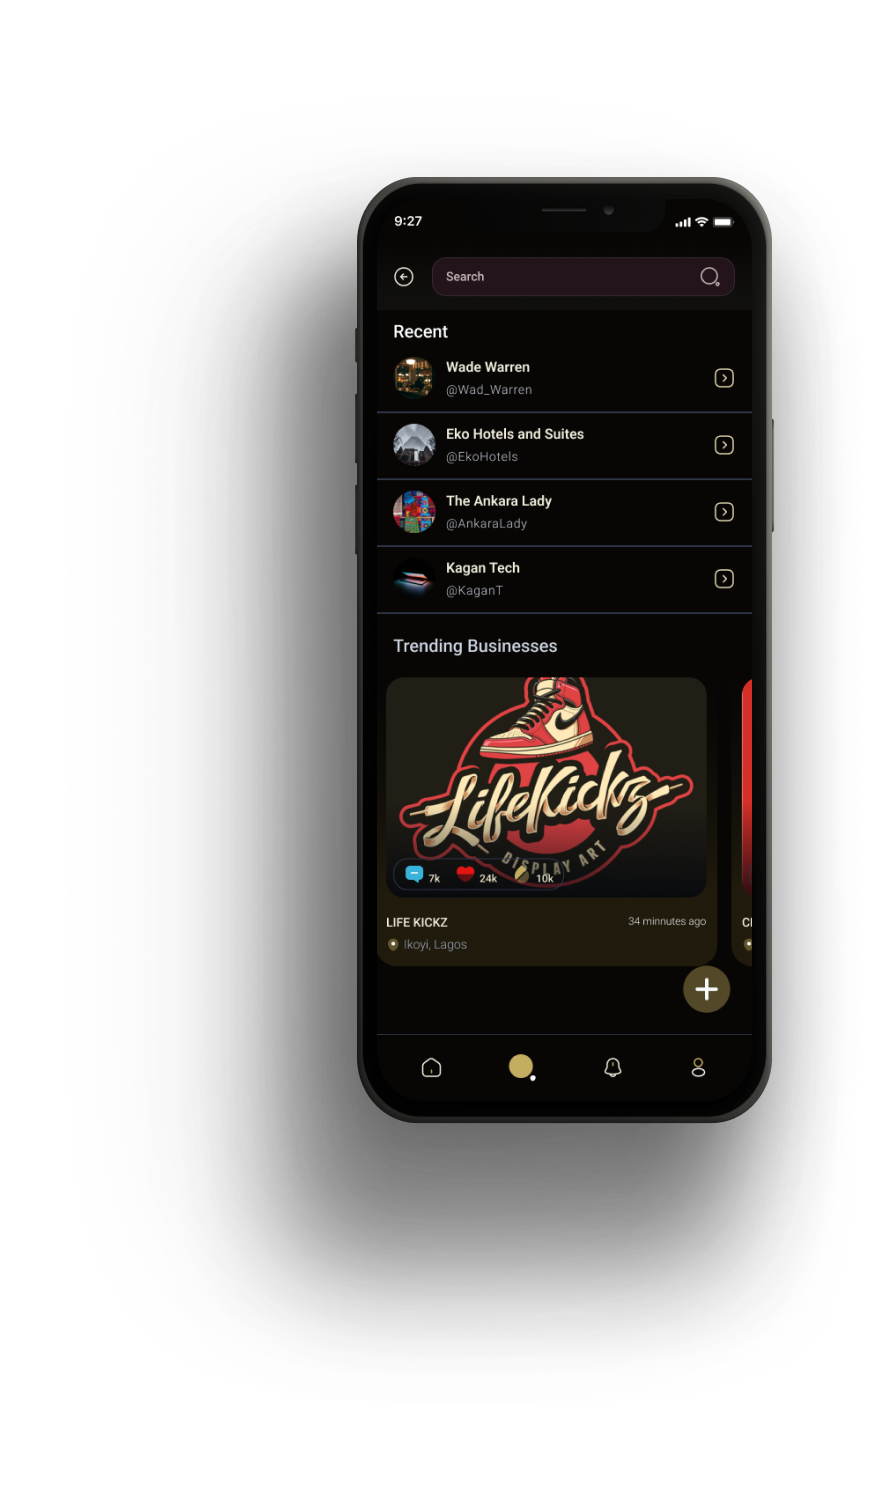 9:27
Search
Recent
Wade Warren
@Wad_Warren
Eko Hotels and Suites
@EkoHotels
The Ankara Lady
@AnkaraLady
Kagan Tech
@KaganT
Trending Businesses
LifeKickz
DISPLAY ART
7k 24k 10k
LIFE KICKZ 34 minnutes ago
Ikoyi, Lagos